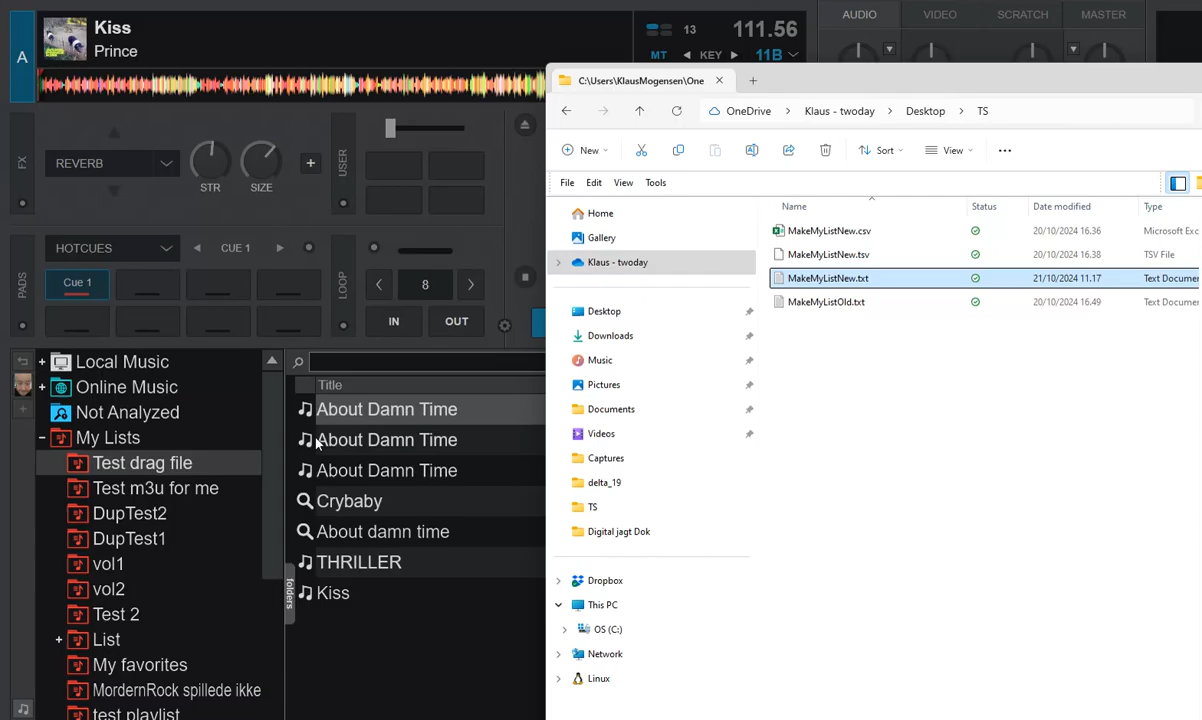 A
Kiss
Prince
13
111.56
MT
KEY
11B
AUDIO
VIDEO
SCRATCH
MASTER
FX
REVERB
STR
SIZE
USER
PADS
HOTCUES
CUE 1
Cue 1
LOOP
8
IN
OUT
Local Music
Online Music
Not Analyzed
My Lists
Test drag file
Test m3u for me
DupTest2
DupTest1
vol1
vol2
Test 2
List
My favorites
MordernRock spillede ikke
test playlist
folders
Title
About Damn Time
About Damn Time
About Damn Time
Crybaby
About damn time
THRILLER
Kiss
C:\Users\KlausMogensen\One
OneDrive > Klaus - twoday > Desktop > TS
New
Sort
View
File Edit View Tools
Home
Gallery
Klaus - twoday
Desktop
Downloads
Music
Pictures
Documents
Videos
Captures
delta_19
TS
Digital jagt Dok
Dropbox
This PC
OS (C:)
Network
Linux
Name Status Date modified Type
MakeMyListNew.csv 20/10/2024 16.36 Microsoft Exc
MakeMyListNew.tsv 20/10/2024 16.38 TSV File
MakeMyListNew.txt 21/10/2024 11.17 Text Documer
MakeMyListOld.txt 20/10/2024 16.49 Text Documer